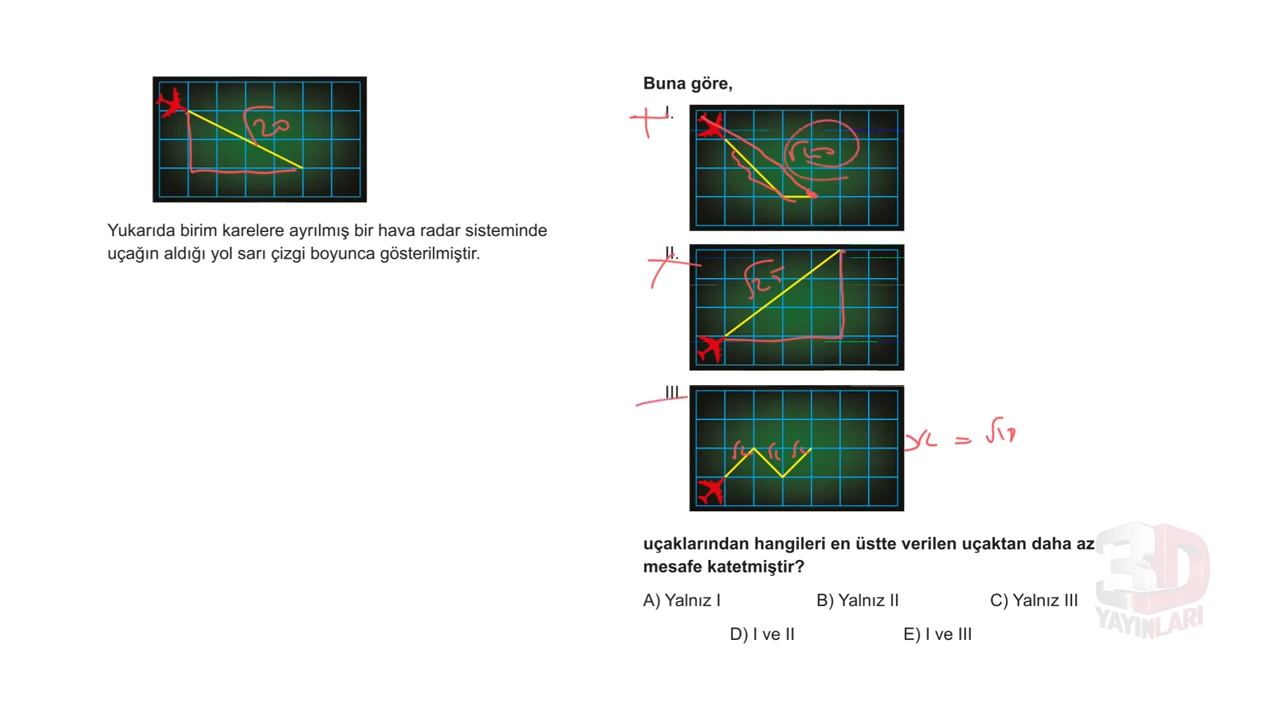 √20
Yukarıda birim karelere ayrılmış bir hava radar sisteminde
uçağın aldığı yol sarı çizgi boyunca gösterilmiştir.
Buna göre,
I.
II.
√25
III.
uçaklarından hangileri en üstte verilen uçaktan daha az
mesafe katetmiştir?
A) Yalnız I
B) Yalnız II
C) Yalnız III
D) I ve II
E) I ve III
3D
YAYINLARI